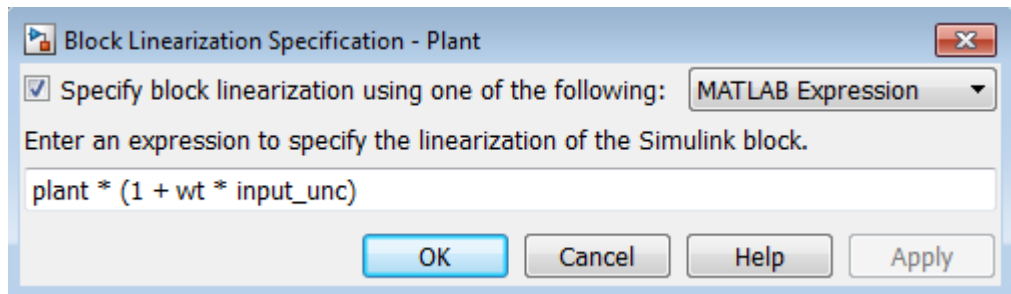 Block Linearization Specification - Plant
Specify block linearization using one of the following: MATLAB Expression
Enter an expression to specify the linearization of the Simulink block.
plant * (1 + wt * input_unc)
OK Cancel Help Apply